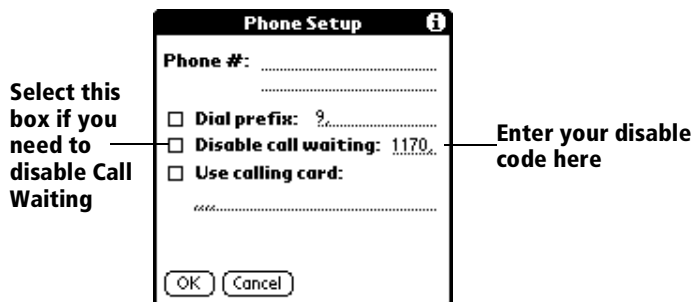 Phone Setup
Phone #:
Select this
box if you
need to
disable Call
Waiting
Dial prefix: 9,
Disable call waiting: 1170,
Use calling card:
,,,,
Enter your disable
code here
OK Cancel